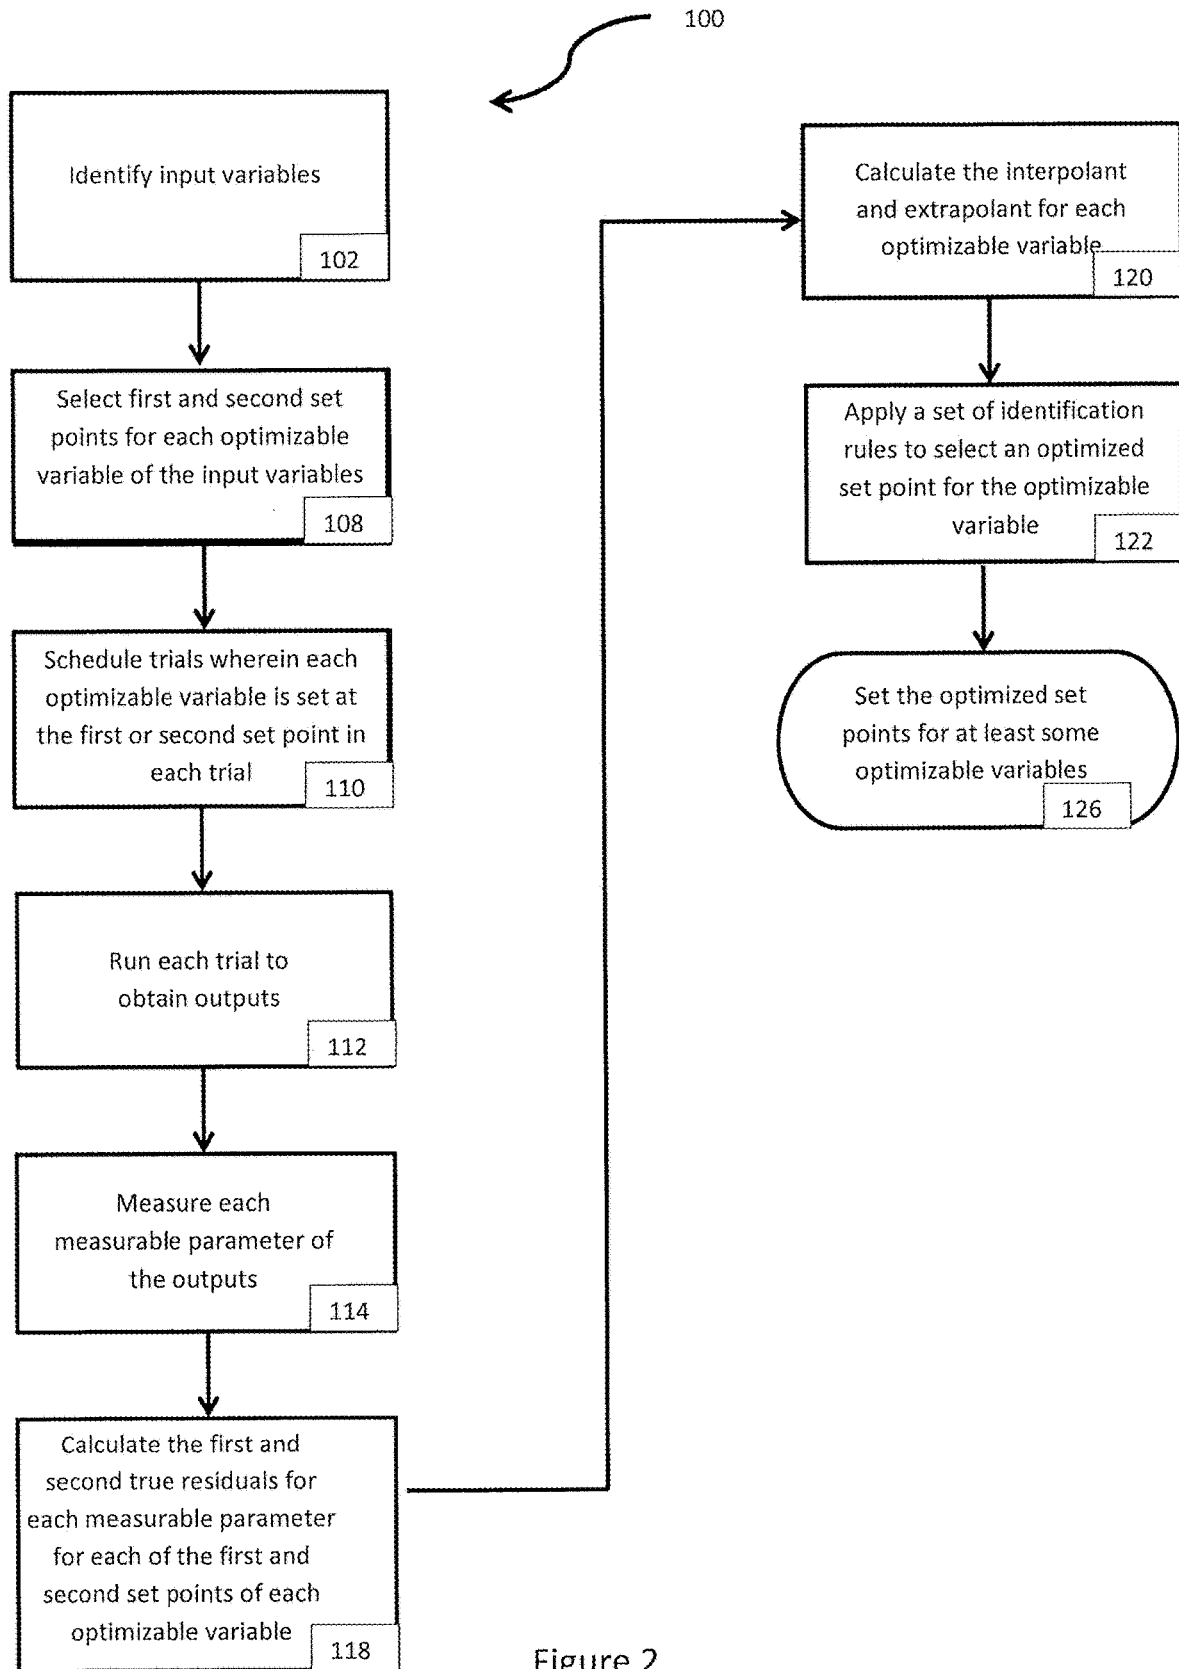 100
Identify input variables
102
Select first and second set
points for each optimizable
variable of the input variables
108
Schedule trials wherein each
optimizable variable is set at
the first or second set point in
each trial
110
Run each trial to
obtain outputs
112
Measure each
measurable parameter of
the outputs
114
Calculate the first and
second true residuals for
each measurable parameter
for each of the first and
second set points of each
optimizable variable
118
Calculate the interpolant
and extrapolant for each
optimizable variable
120
Apply a set of identification
rules to select an optimized
set point for the optimizable
variable
122
Set the optimized set
points for at least some
optimizable variables
126
Figure 2